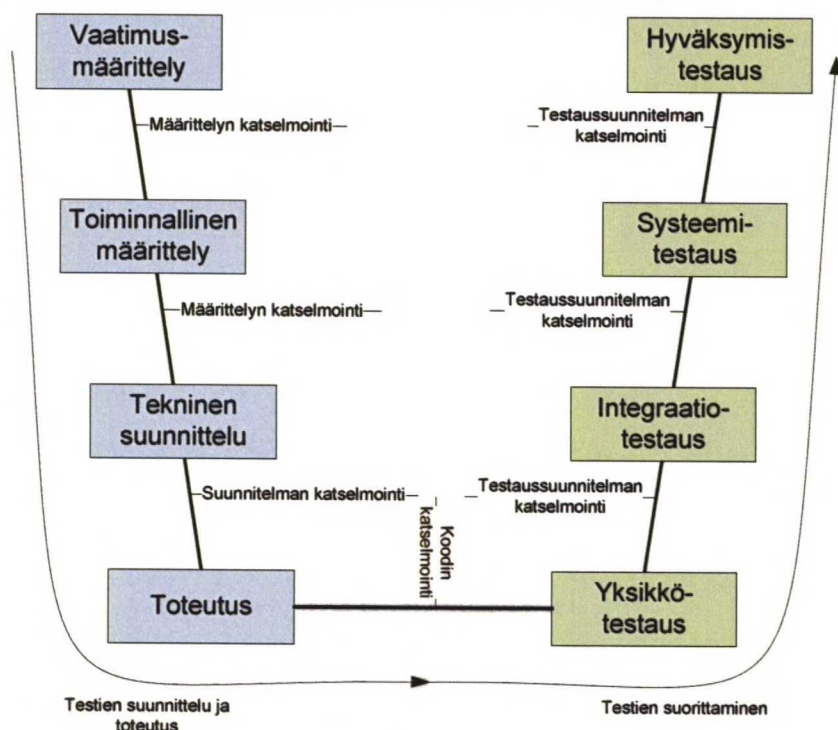 Vaatimus-
määrittely
Hyväksymis-
testaus
Määrittelyn katselmointi
Testaussuunnitelman
katselmointi
Toiminnallinen
määrittely
Systeemi-
testaus
Määrittelyn katselmointi
Testaussuunnitelman
katselmointi
Tekninen
suunnittelu
Integraatio-
testaus
Suunnitelman katselmointi
Testaussuunnitelman
katselmointi
Koodin
katselmointi
Toteutus
Yksikkö-
testaus
Testien suunnittelu ja
toteutus
Testien suorittaminen